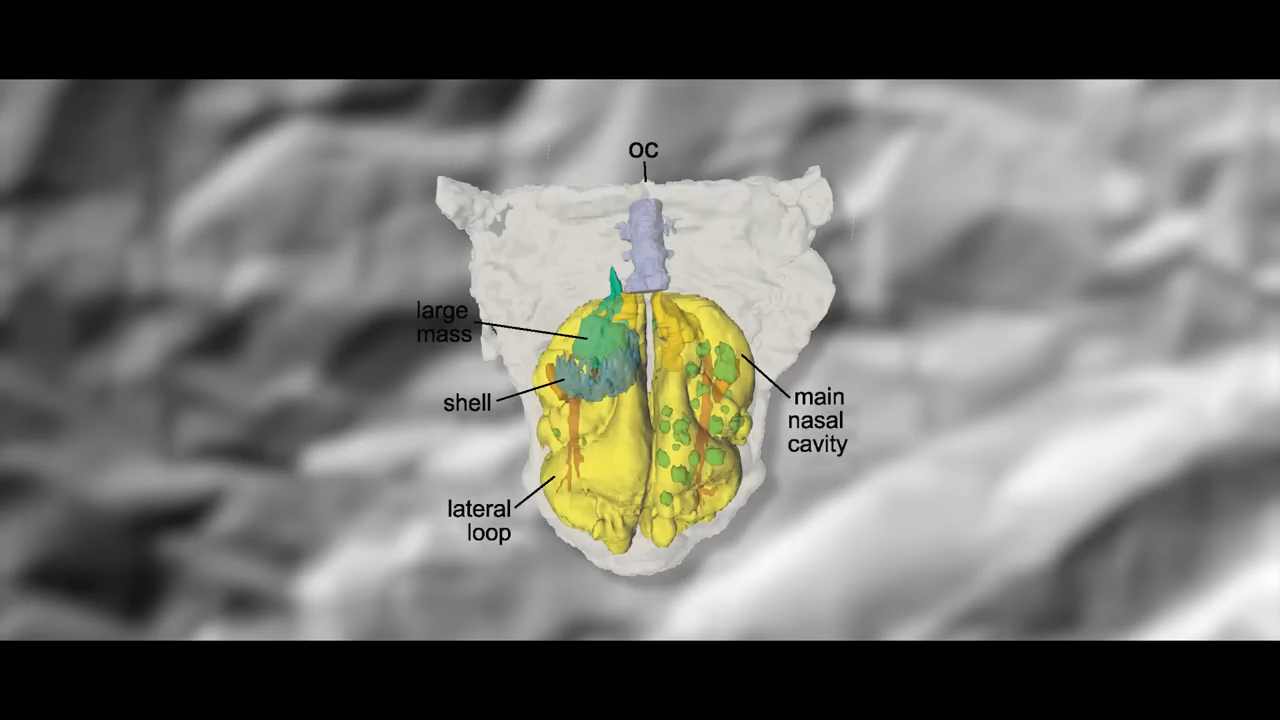 oc
large
mass
shell
main
nasal
cavity
lateral
loop